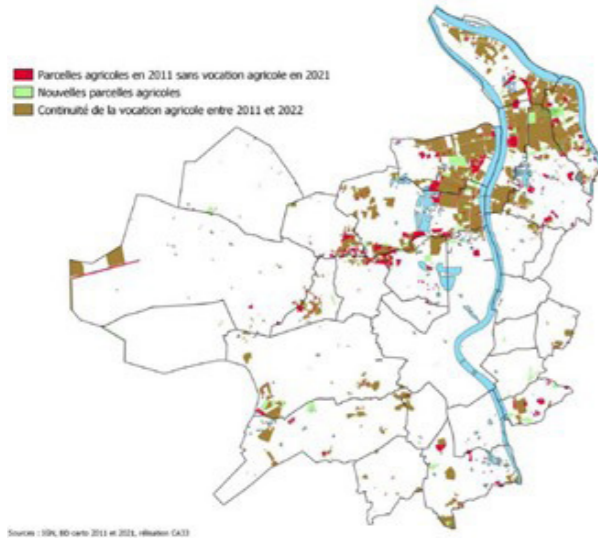 Parcelles agricoles en 2011 sans vocation agricole en 2021
Nouvelles parcelles agricoles
Continuité de la vocation agricole entre 2011 et 2022
Sources : IGN, BD carto 2011 et 2021, réalisation CA33